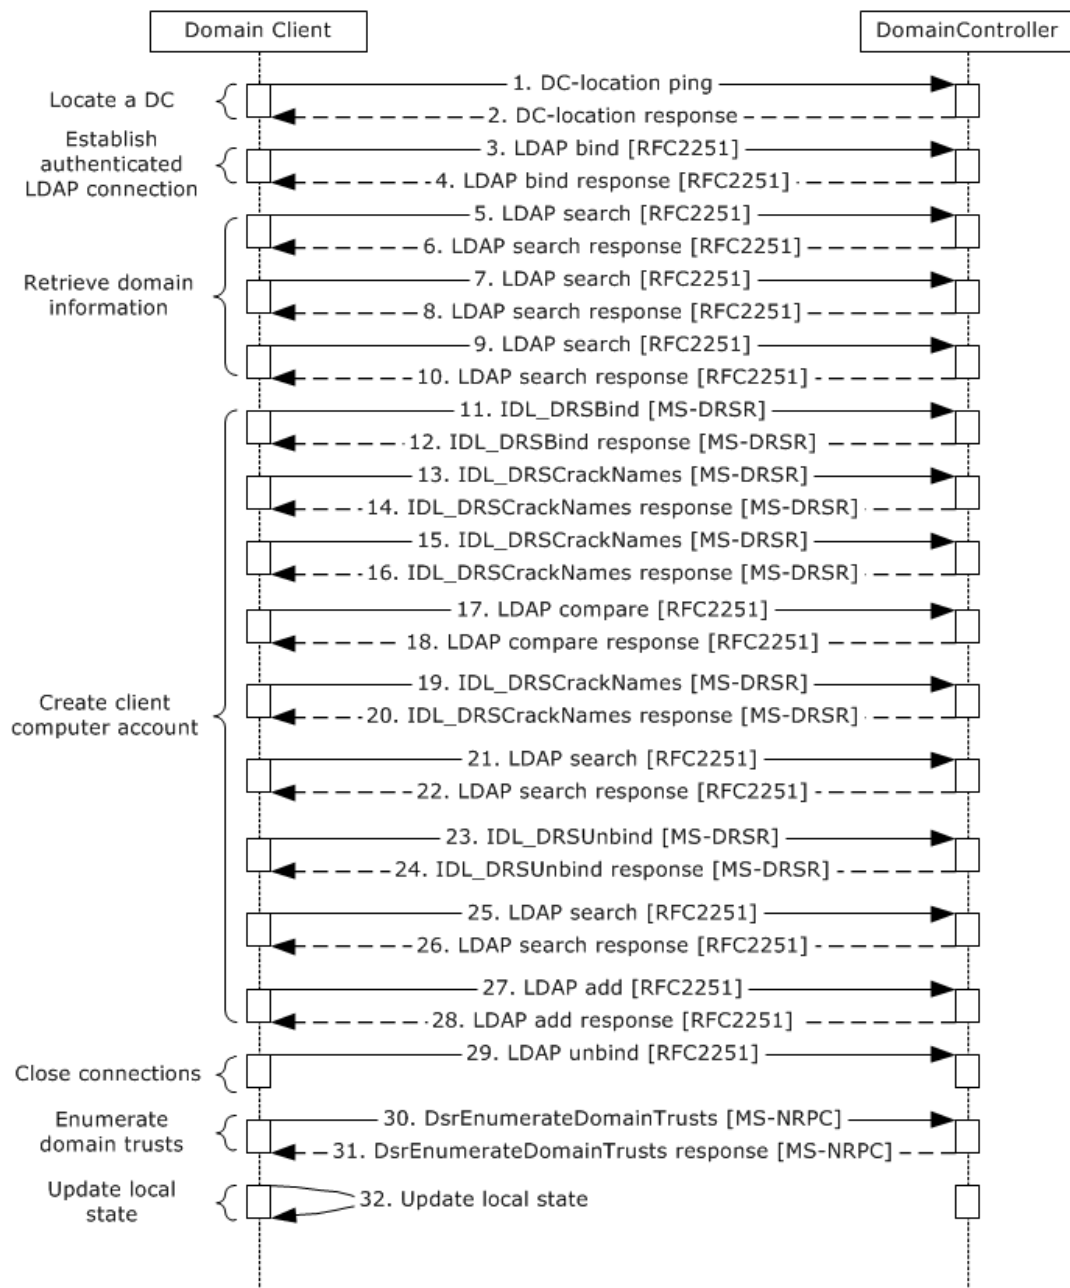 Domain Client
DomainController
Locate a DC
1. DC-location ping
2. DC-location response
Establish
authenticated
LDAP connection
3. LDAP bind [RFC2251]
4. LDAP bind response [RFC2251]
Retrieve domain
information
5. LDAP search [RFC2251]
6. LDAP search response [RFC2251]
7. LDAP search [RFC2251]
8. LDAP search response [RFC2251]
9. LDAP search [RFC2251]
10. LDAP search response [RFC2251]
Create client
computer account
11. IDL_DRSBind [MS-DRSR]
12. IDL_DRSBind response [MS-DRSR]
13. IDL_DRSCrackNames [MS-DRSR]
14. IDL_DRSCrackNames response [MS-DRSR]
15. IDL_DRSCrackNames [MS-DRSR]
16. IDL_DRSCrackNames response [MS-DRSR]
17. LDAP compare [RFC2251]
18. LDAP compare response [RFC2251]
19. IDL_DRSCrackNames [MS-DRSR]
20. IDL_DRSCrackNames response [MS-DRSR]
21. LDAP search [RFC2251]
22. LDAP search response [RFC2251]
23. IDL_DRSUnbind [MS-DRSR]
24. IDL_DRSUnbind response [MS-DRSR]
25. LDAP search [RFC2251]
26. LDAP search response [RFC2251]
27. LDAP add [RFC2251]
28. LDAP add response [RFC2251]
Close connections
29. LDAP unbind [RFC2251]
Enumerate
domain trusts
30. DsrEnumerateDomainTrusts [MS-NRPC]
31. DsrEnumerateDomainTrusts response [MS-NRPC]
Update local
state
32. Update local state